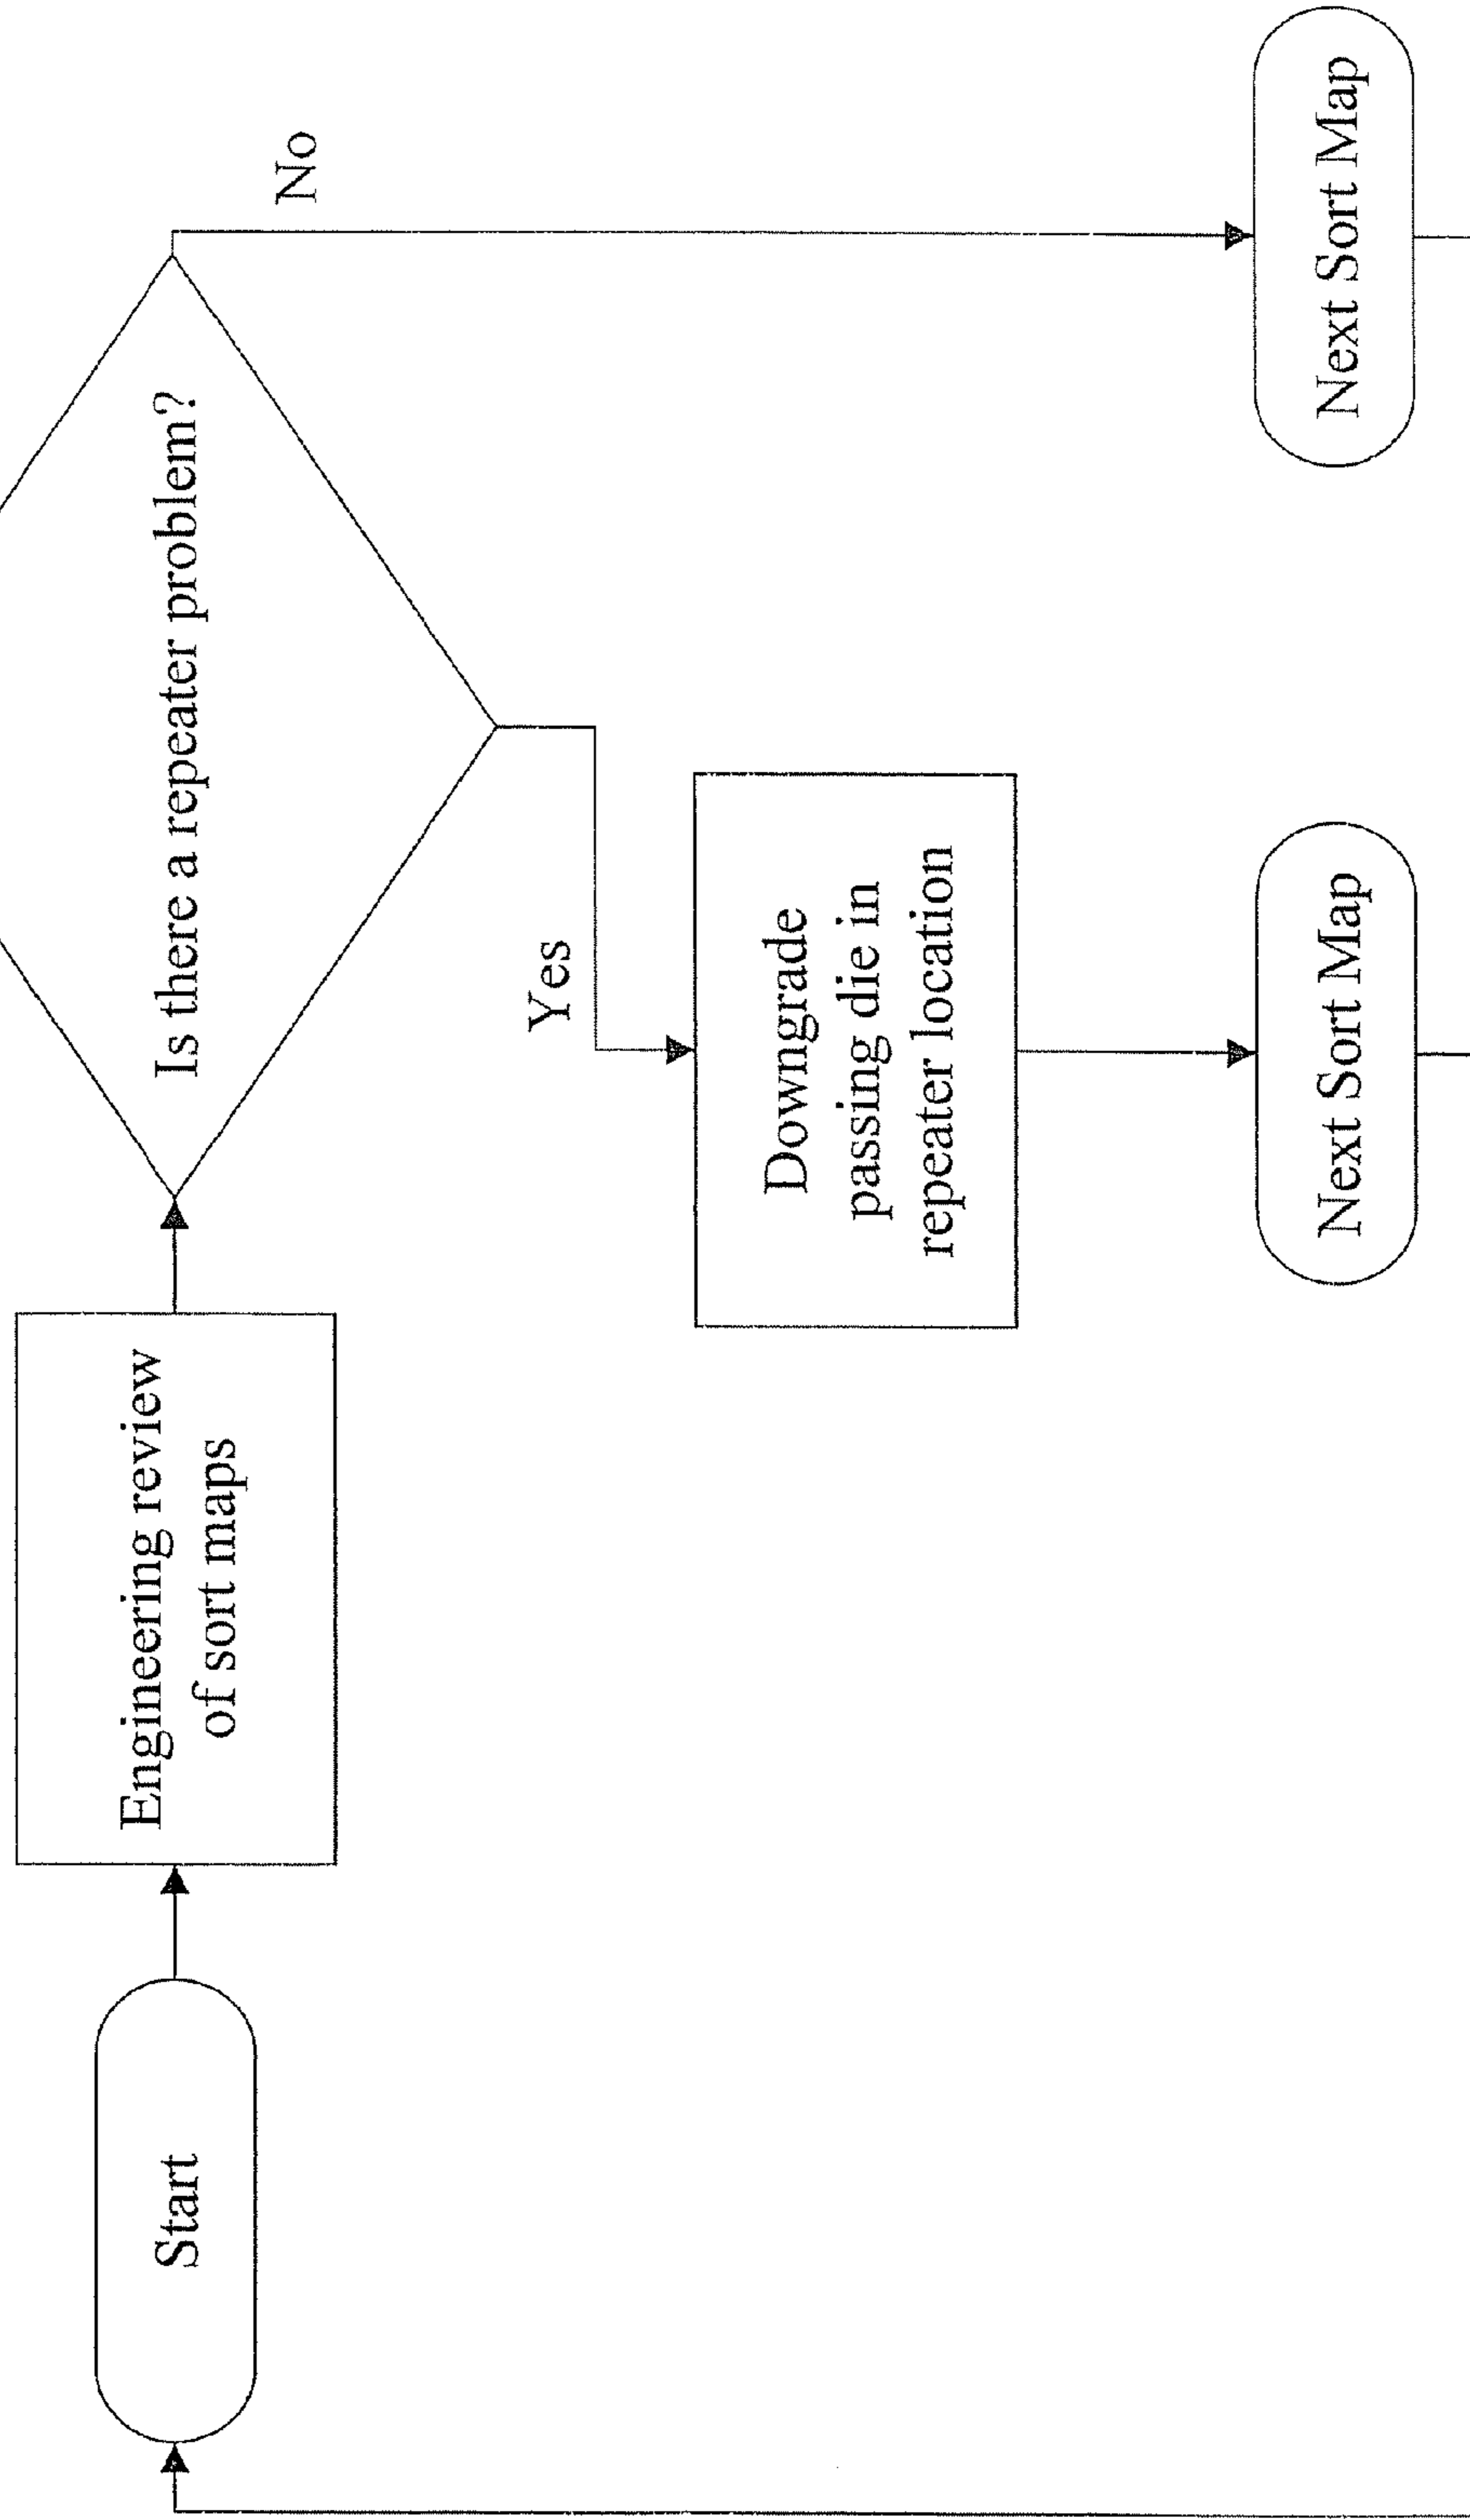 Start
Engineering review
of sort maps
Is there a repeater problem?
No
Yes
Downgrade
passing die in
repeater location
Next Sort Map
Next Sort Map